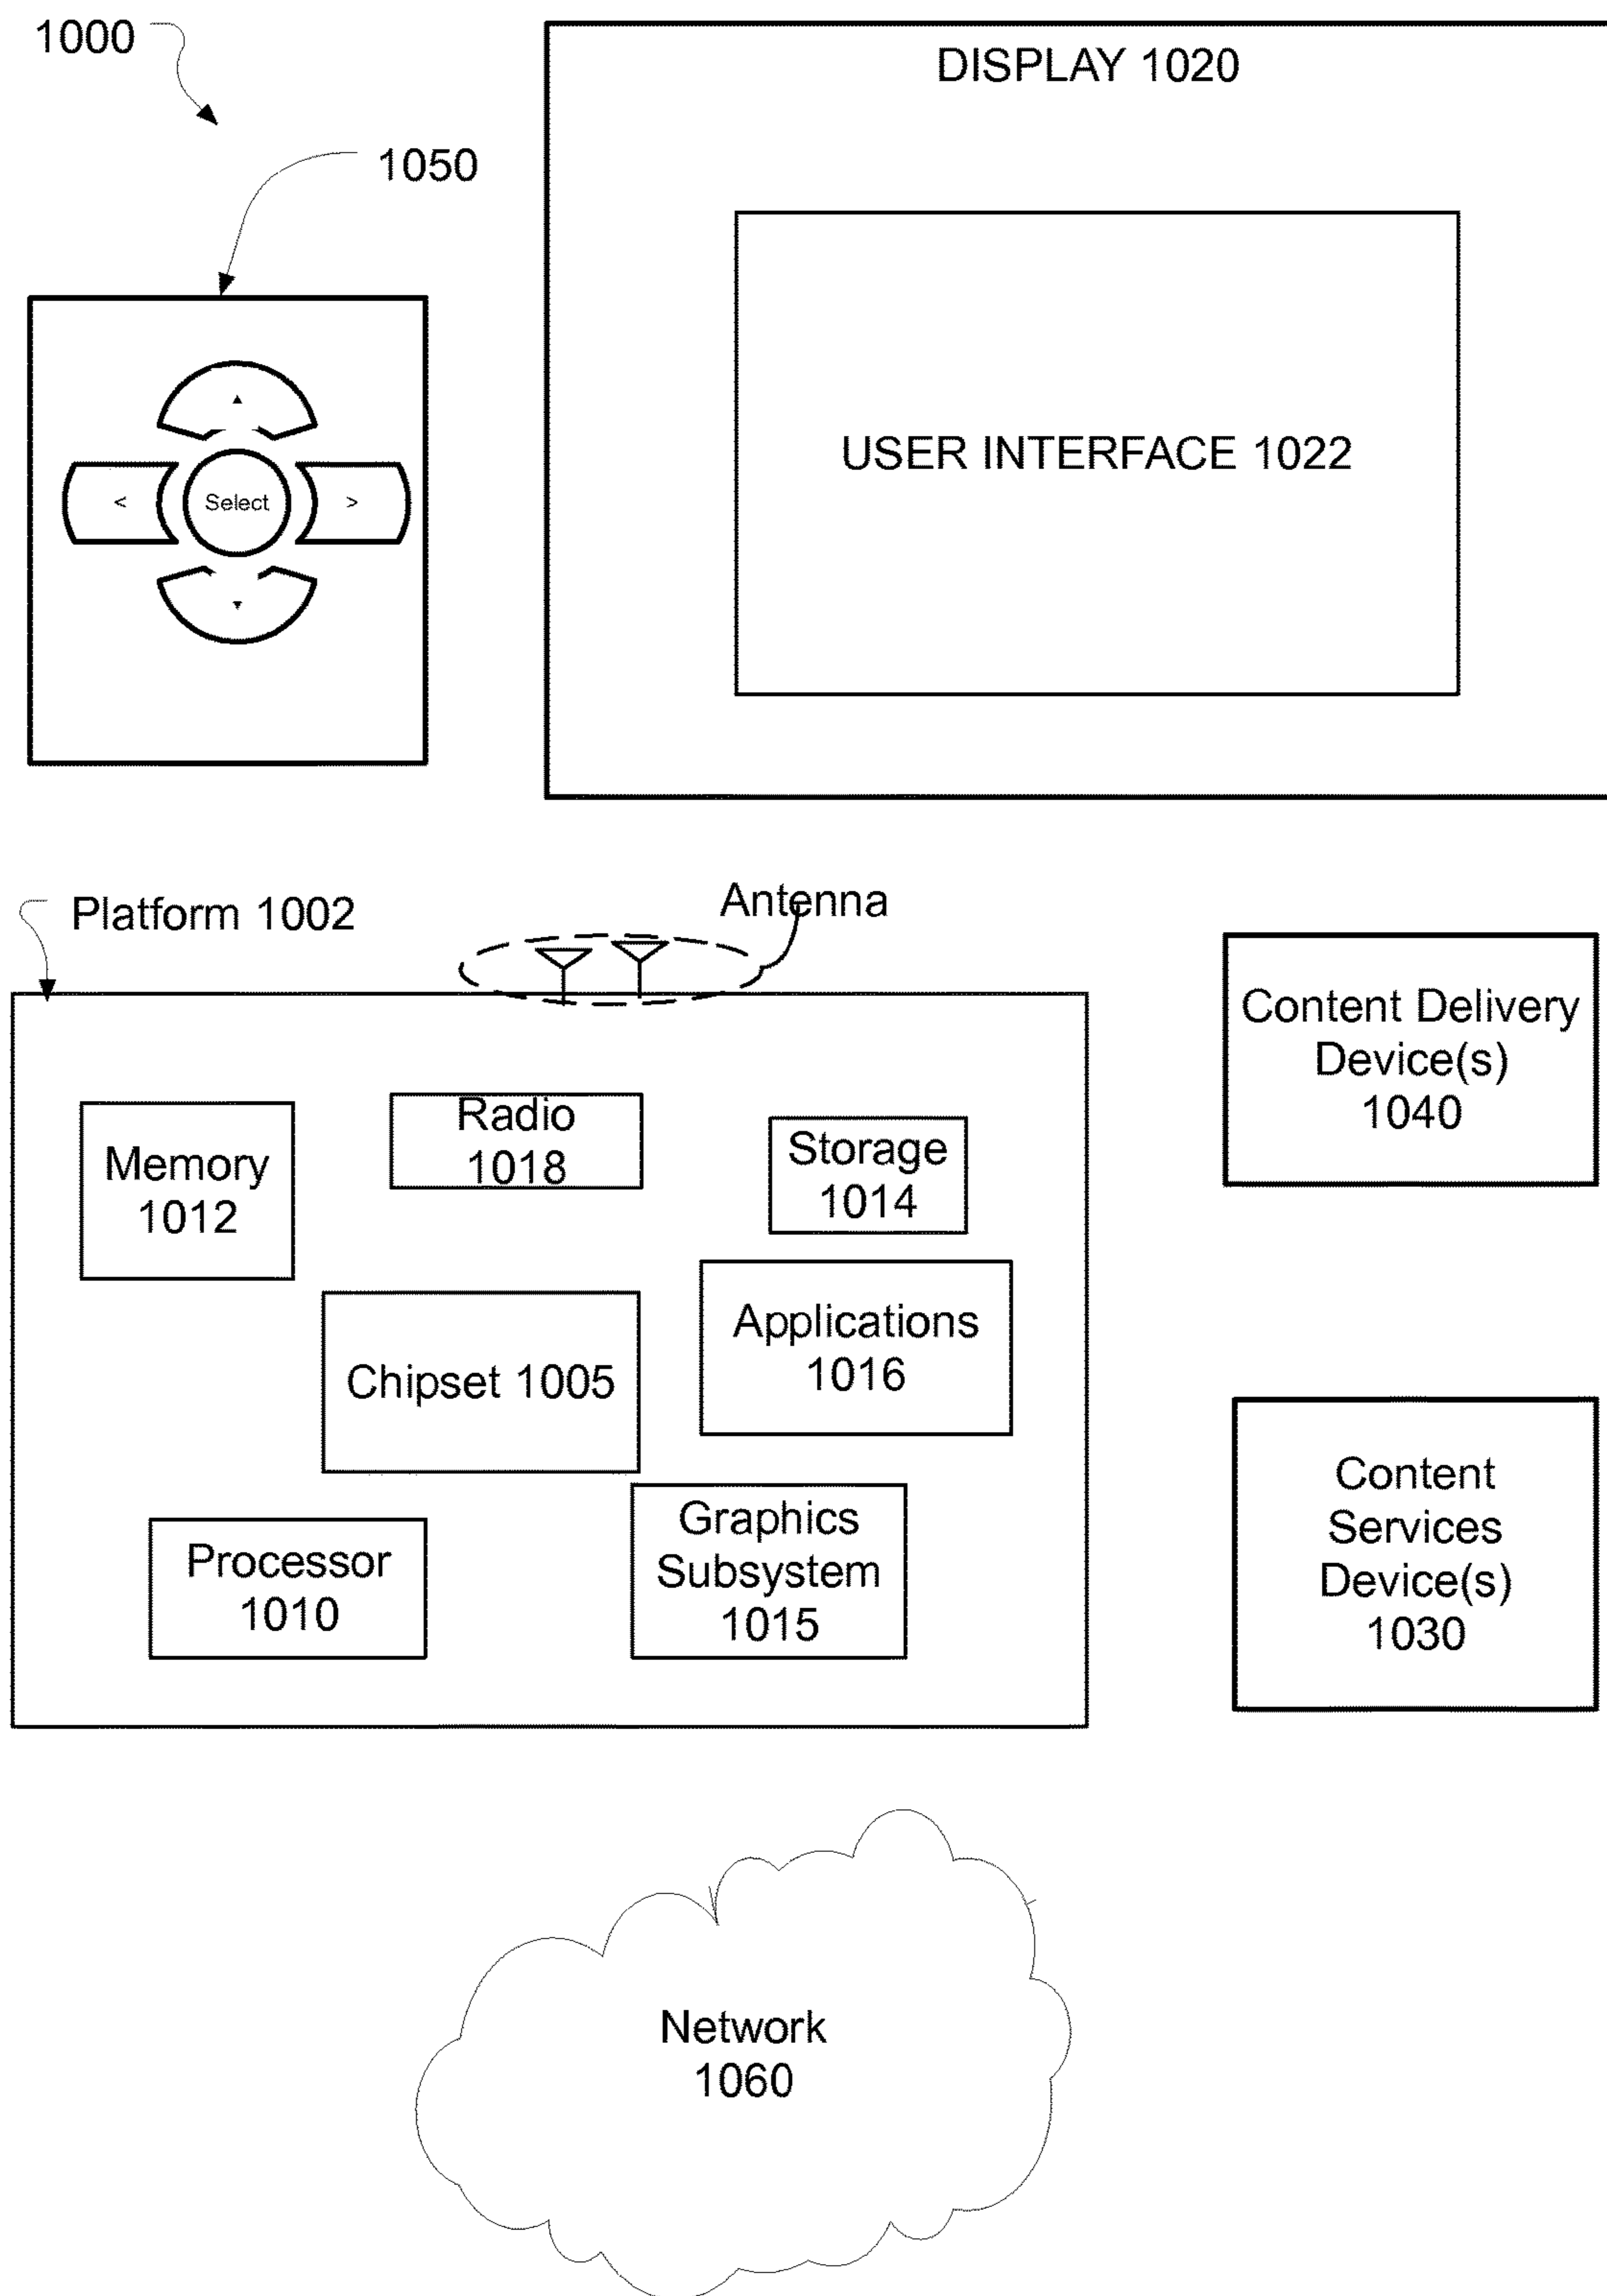 1000
DISPLAY 1020
1050
USER INTERFACE 1022
<
Select
>
Platform 1002
Antenna
Content Delivery
Device(s)
1040
Memory
1012
Radio
1018
Storage
1014
Chipset 1005
Applications
1016
Content
Services
Device(s)
1030
Processor
1010
Graphics
Subsystem
1015
Network
1060